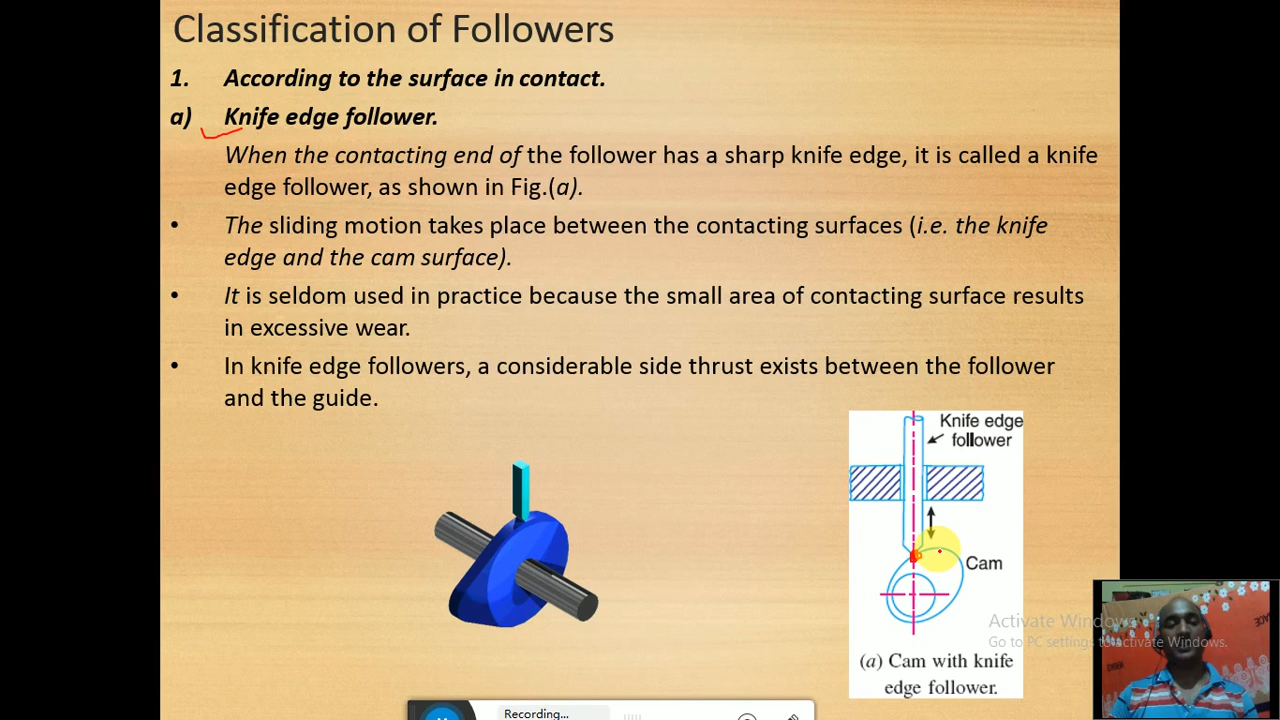 Classification of Followers
1. According to the surface in contact.
a) Knife edge follower.
When the contacting end of the follower has a sharp knife edge, it is called a knife
edge follower, as shown in Fig.(a).
• The sliding motion takes place between the contacting surfaces (i.e. the knife
edge and the cam surface).
• It is seldom used in practice because the small area of contacting surface results
in excessive wear.
• In knife edge followers, a considerable side thrust exists between the follower
and the guide.
Knife edge
follower
Cam
(a) Cam with knife
edge follower.
Activate Windows
Go to PC settings to activate Windows.
Recording...